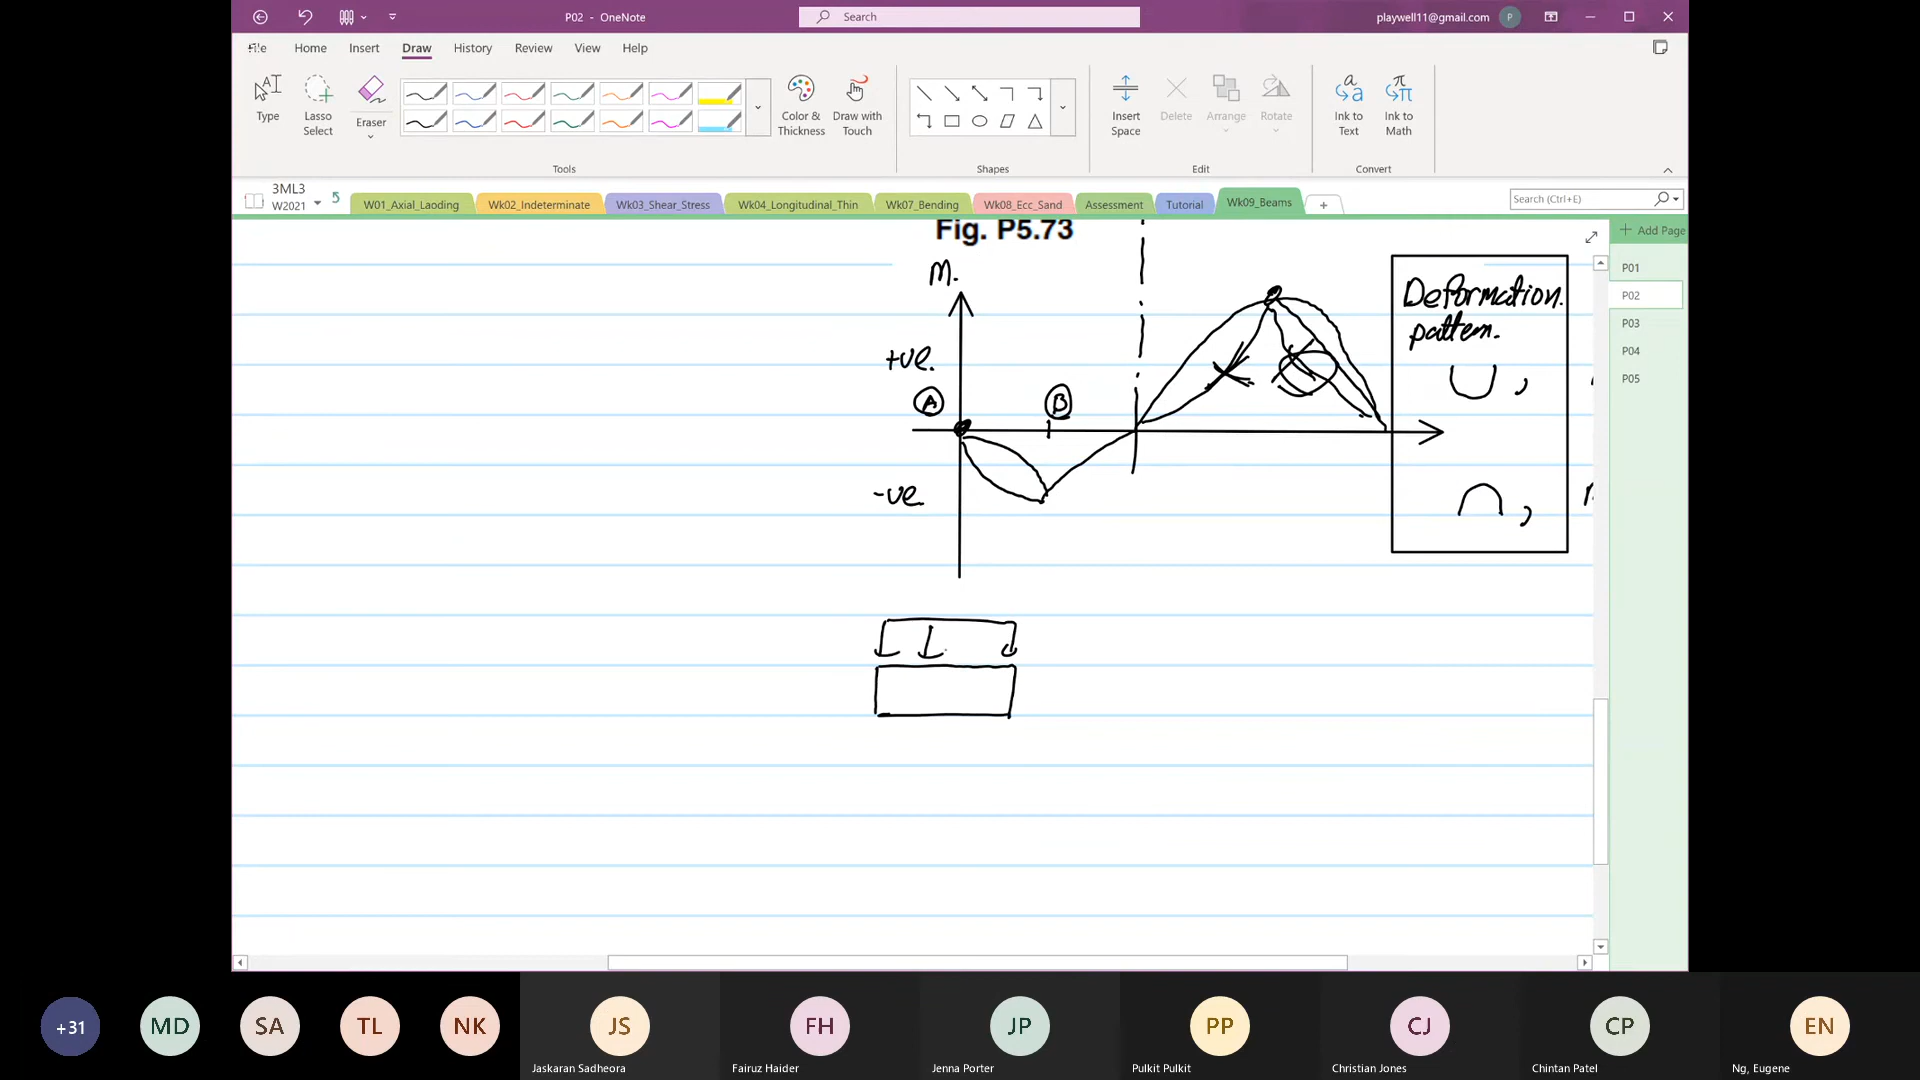 P02 - OneNote
Search
playwell11@gmail.com
P
File Home Insert Draw History Review View Help
Type
Lasso Select
Eraser
Color & Thickness
Draw with Touch
Insert Space
Delete
Arrange
Rotate
Ink to Text
Ink to Math
Tools
Shapes
Edit
Convert
3ML3 W2021
W01_Axial_Laoding
Wk02_Indeterminate
Wk03_Shear_Stress
Wk04_Longitudinal_Thin
Wk07_Bending
Wk08_Ecc_Sand
Assessment
Tutorial
Wk09_Beams
Search (Ctrl+E)
Add Page
P01
P02
P03
P04
P05
Fig. P5.73
M.
+ve.
A
B
-ve
Deformation.
pattern.
+31
MD
SA
TL
NK
JS
FH
JP
PP
CJ
CP
EN
Jaskaran Sadheora
Fairuz Haider
Jenna Porter
Pulkit Pulkit
Christian Jones
Chintan Patel
Ng, Eugene